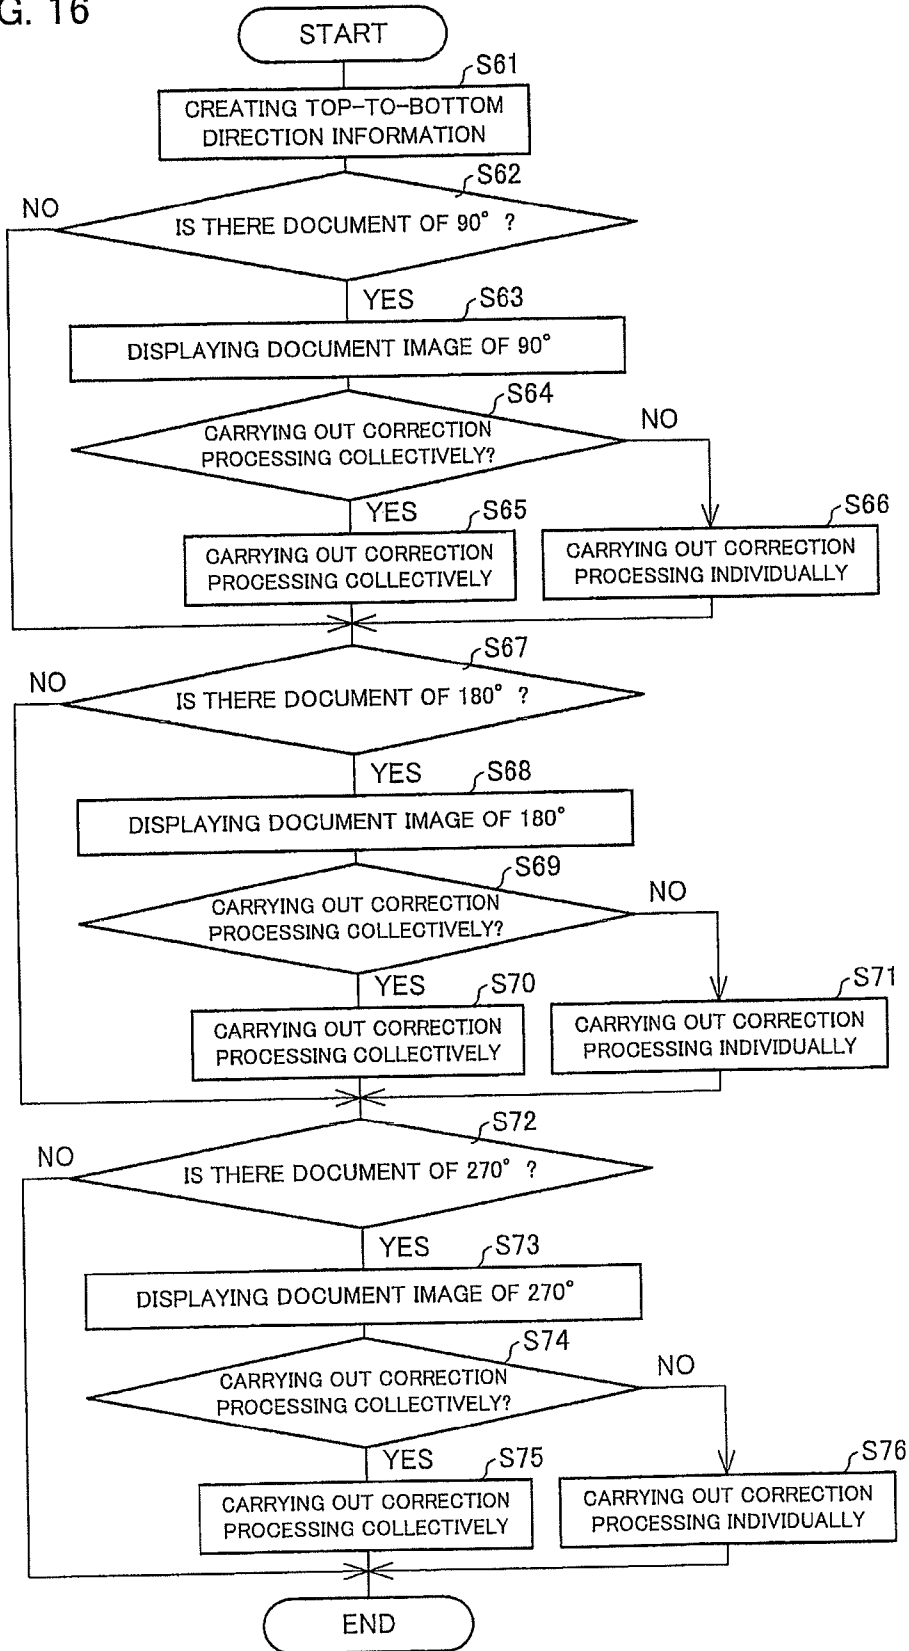 G. 16
START
S61
CREATING TOP-TO-BOTTOM
DIRECTION INFORMATION
S62
NO
IS THERE DOCUMENT OF 90° ?
YES
S63
DISPLAYING DOCUMENT IMAGE OF 90°
S64
NO
CARRYING OUT CORRECTION
PROCESSING COLLECTIVELY?
YES
S65
S66
CARRYING OUT CORRECTION
PROCESSING COLLECTIVELY
CARRYING OUT CORRECTION
PROCESSING INDIVIDUALLY
S67
NO
IS THERE DOCUMENT OF 180° ?
YES
S68
DISPLAYING DOCUMENT IMAGE OF 180°
S69
NO
CARRYING OUT CORRECTION
PROCESSING COLLECTIVELY?
YES
S70
S71
CARRYING OUT CORRECTION
PROCESSING COLLECTIVELY
CARRYING OUT CORRECTION
PROCESSING INDIVIDUALLY
S72
NO
IS THERE DOCUMENT OF 270° ?
YES
S73
DISPLAYING DOCUMENT IMAGE OF 270°
S74
NO
CARRYING OUT CORRECTION
PROCESSING COLLECTIVELY?
YES
S75
S76
CARRYING OUT CORRECTION
PROCESSING COLLECTIVELY
CARRYING OUT CORRECTION
PROCESSING INDIVIDUALLY
END